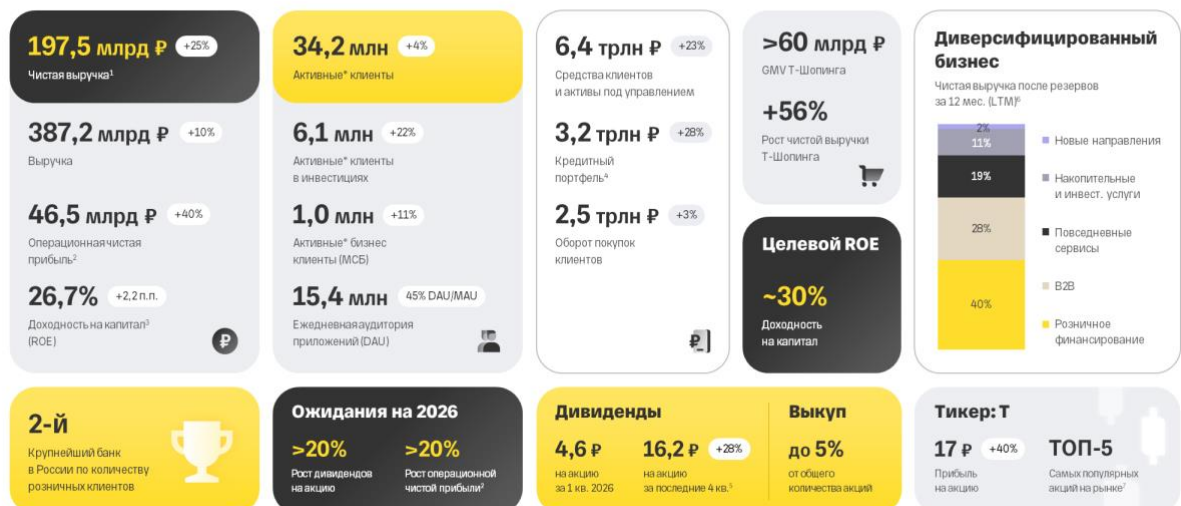 197,5 млрд ₽ +25%
Чистая выручка¹
387,2 млрд ₽ +10%
Выручка
46,5 млрд ₽ +40%
Операционная чистая
прибыль²
26,7% +2,2 п.п.
Доходность на капитал³
(ROE)
34,2 млн +4%
Активные* клиенты
6,1 млн +22%
Активные* клиенты
в инвестициях
1,0 млн +11%
Активные* бизнес
клиенты (МСБ)
15,4 млн 45% DAU/MAU
Ежедневная аудитория
приложений (DAU)
6,4 трлн ₽ +23%
Средства клиентов
и активы под управлением
3,2 трлн ₽ +28%
Кредитный
портфель⁴
2,5 трлн ₽ +3%
Оборот покупок
клиентов
>60 млрд ₽
GMV Т-Шопинга
+56%
Рост чистой выручки
Т-Шопинга
Целевой ROE
~30%
Доходность
на капитал
Диверсифицированный
бизнес
Чистая выручка после резервов
за 12 мес. (LTM)⁶
2%
11%
19%
28%
40%
Новые направления
Накопительные
и инвест. услуги
Повседневные
сервисы
B2B
Розничное
финансирование
2-й
Крупнейший банк
в России по количеству
розничных клиентов
Ожидания на 2026
>20%
Рост дивидендов
на акцию
>20%
Рост операционной
чистой прибыли²
Дивиденды
4,6 ₽
на акцию
за 1 кв. 2026
16,2 ₽ +28%
на акцию
за последние 4 кв.⁵
Выкуп
до 5%
от общего
количества акций
Тикер: Т
17 ₽ +40%
Прибыль
на акцию
ТОП-5
Самых популярных
акций на рынке⁷